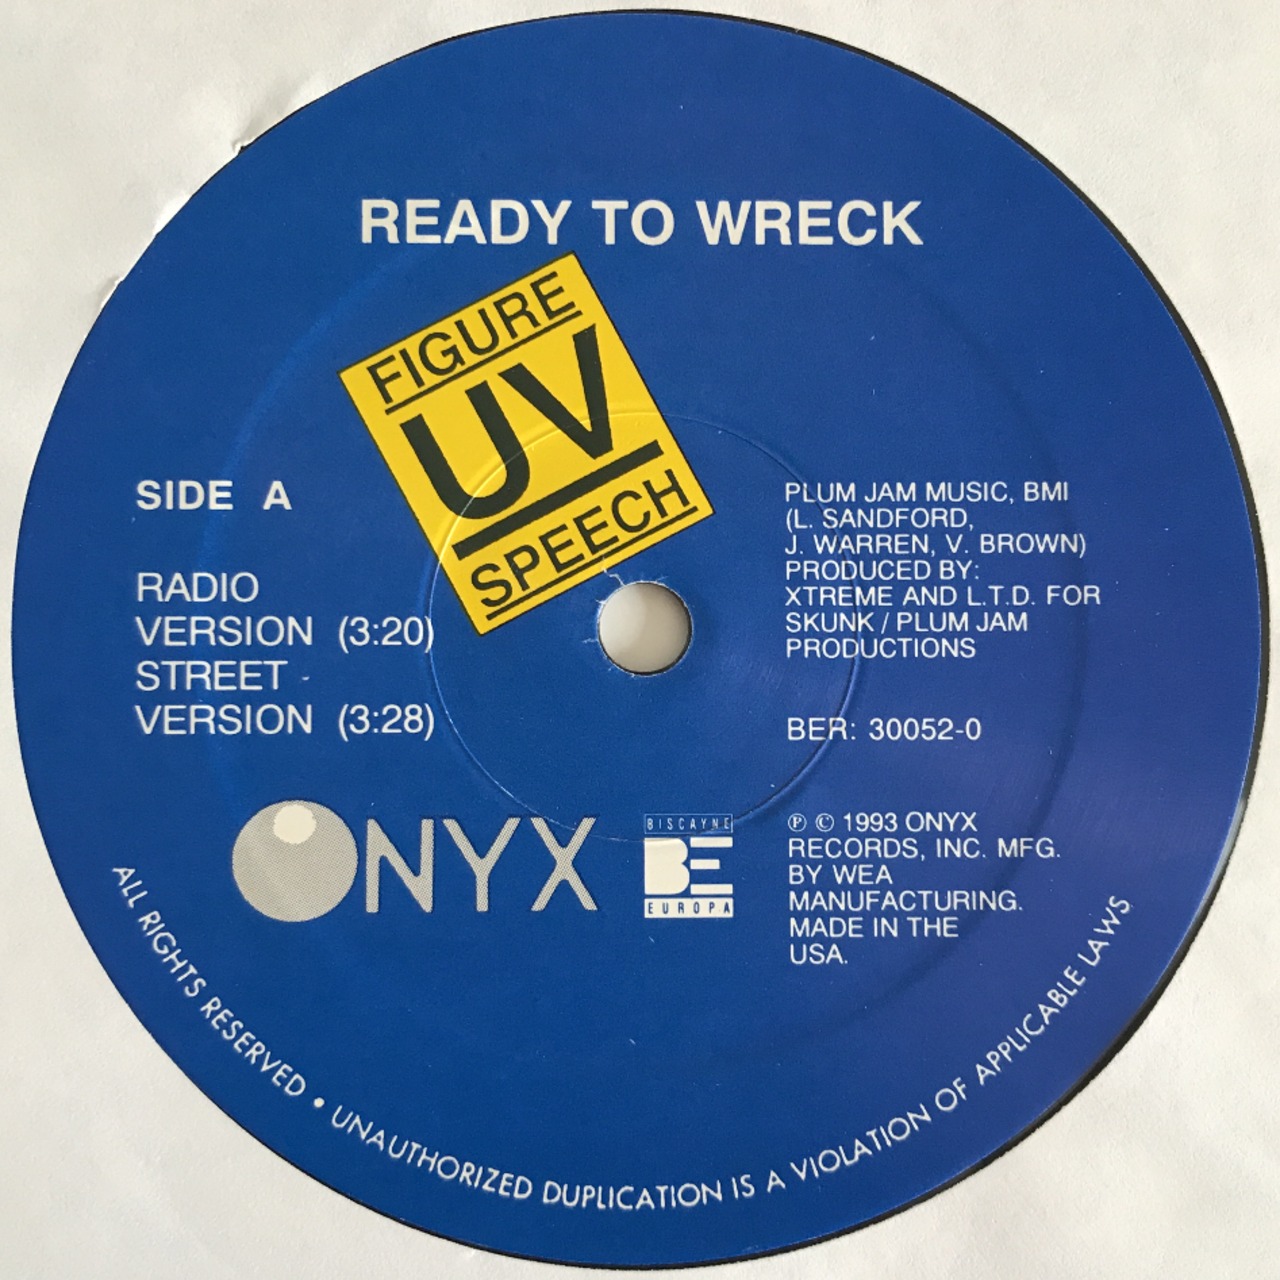 READY TO WRECK
FIGURE
UV
SPEECH
SIDE A
RADIO
VERSION (3:20)
STREET -
VERSION (3:28)
PLUM JAM MUSIC, BMI
(L. SANDFORD,
J. WARREN, V. BROWN)
PRODUCED BY:
XTREME AND L.T.D. FOR
SKUNK / PLUM JAM
PRODUCTIONS
BER: 30052-0
ONYX
BISCAYNE
BE
EUROPA
℗ © 1993 ONYX
RECORDS, INC. MFG.
BY WEA
MANUFACTURING.
MADE IN THE
USA.
ALL RIGHTS RESERVED • UNAUTHORIZED DUPLICATION IS A VIOLATION OF APPLICABLE LAWS